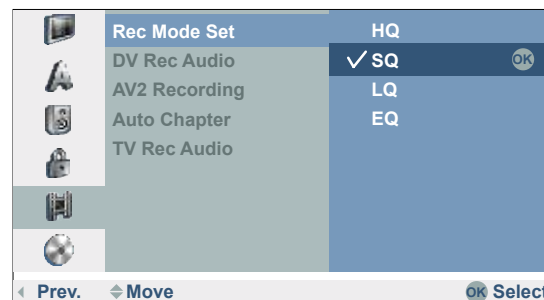 Rec Mode Set
DV Rec Audio
AV2 Recording
Auto Chapter
TV Rec Audio
HQ
SQ OK
LQ
EQ
Prev. Move OK Select